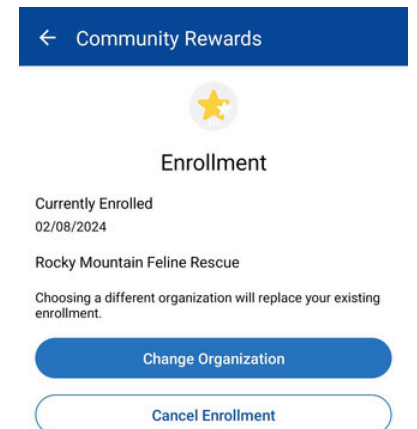 Community Rewards
Enrollment
Currently Enrolled
02/08/2024
Rocky Mountain Feline Rescue
Choosing a different organization will replace your existing
enrollment.
Change Organization
Cancel Enrollment